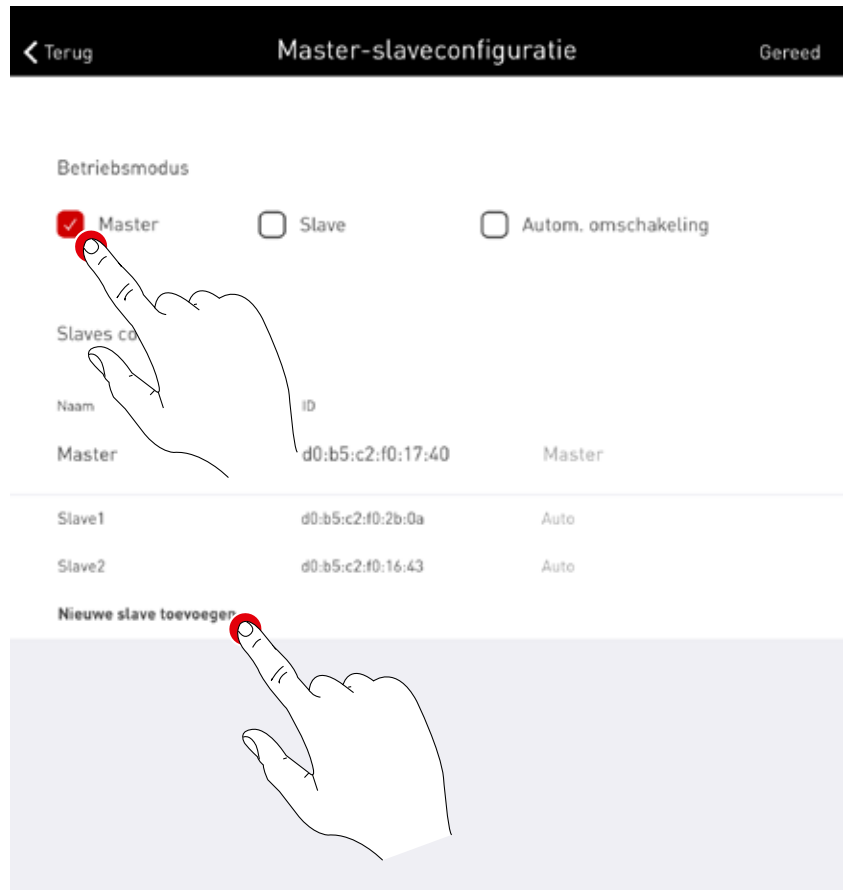 Terug Master-slaveconfiguratie Gereed
Betriebsmodus
Master Slave Autom. omschakeling
Slaves
Naam ID
Master d0:b5:c2:f0:17:40 Master
Slave1 d0:b5:c2:f0:2b:0a Auto
Slave2 d0:b5:c2:f0:16:43 Auto
Nieuwe slave toevoegen